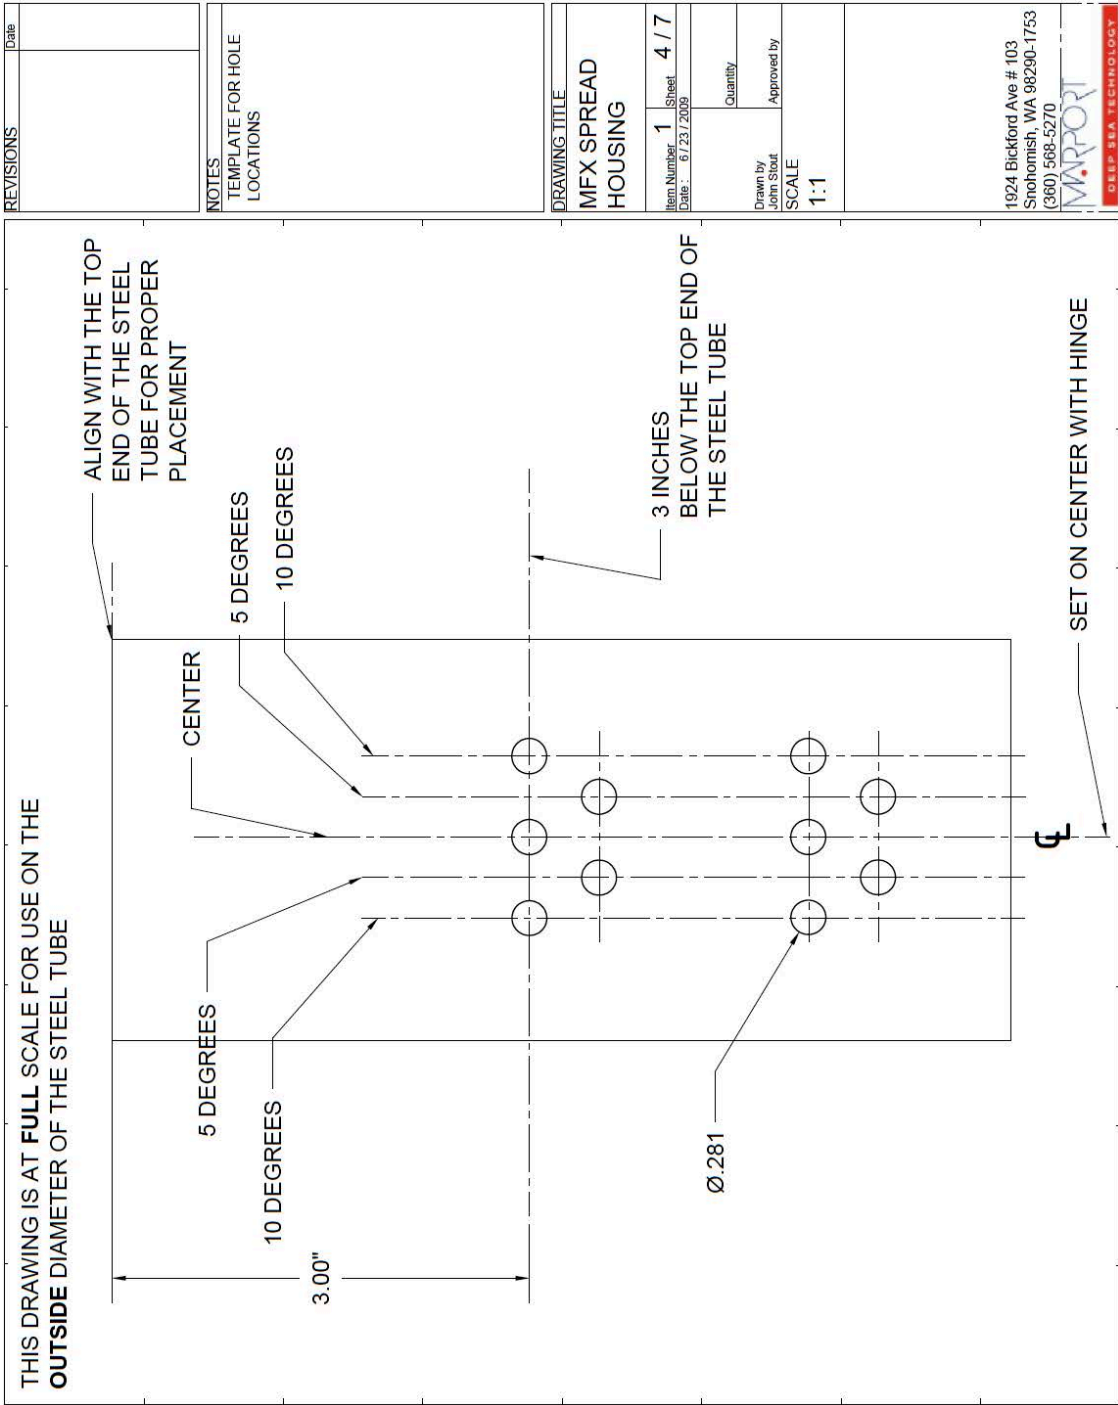 THIS DRAWING IS AT FULL SCALE FOR USE ON THE
OUTSIDE DIAMETER OF THE STEEL TUBE
ALIGN WITH THE TOP
END OF THE STEEL
TUBE FOR PROPER
PLACEMENT
CENTER
5 DEGREES
10 DEGREES
5 DEGREES
10 DEGREES
3.00"
3 INCHES
BELOW THE TOP END OF
THE STEEL TUBE
Ø.281
℄
SET ON CENTER WITH HINGE
REVISIONS
Date
NOTES
TEMPLATE FOR HOLE
LOCATIONS
DRAWING TITLE
MFX SPREAD
HOUSING
Item Number 1 Sheet 4 / 7
Date : 6 / 23 / 2009
Quantity
Drawn by Approved by
John Stout
SCALE
1:1
1924 Bickford Ave # 103
Snohomish, WA 98290-1753
(360) 568-5270
MARPORT
DEEP SEA TECHNOLOGY